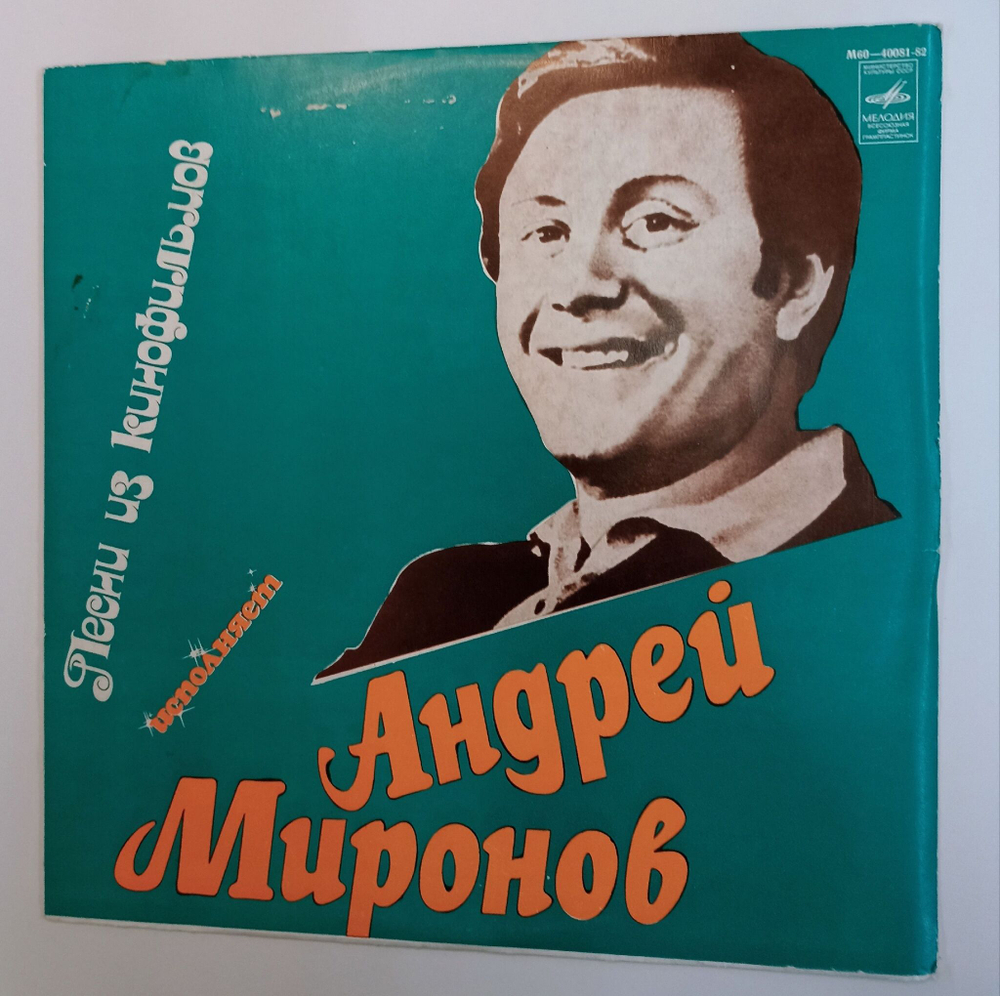 М60—40081-82
МИНИСТЕРСТВО
КУЛЬТУРЫ СССР
МЕЛОДИЯ
ВСЕСОЮЗНАЯ
ФИРМА
ГРАМПЛАСТИНОК
Песни из кинофильмов
исполняет
Андрей
Миронов